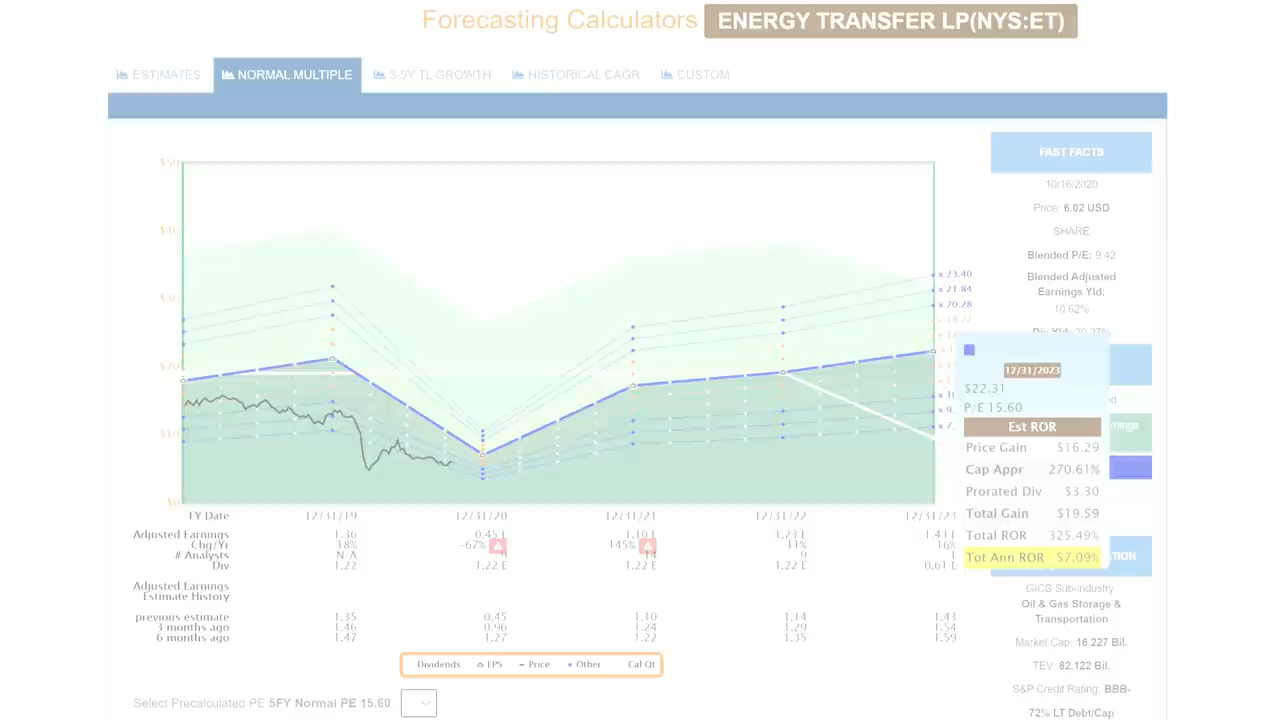 Forecasting Calculators ENERGY TRANSFER LP(NYS:ET)
ESTIMATES NORMAL MULTIPLE 3-5Y TL GROWTH HISTORICAL CAGR CUSTOM
FAST FACTS
10/16/2020
Price: 6.02 USD
SHARE
Blended P/E: 9.42
Blended Adjusted
Earnings Yld:
10.62%
$50
$40
$30
$20
$10
$0
x 23.40
x 21.84
x 20.28
12/31/2023
$22.31
P/E 15.60
Est ROR
Price Gain $16.29
Cap Appr 270.61%
Prorated Div $3.30
Total Gain $19.59
Total ROR 325.49%
Tot Ann ROR 57.09%
FY Date 12/31/19 12/31/20 12/31/21 12/31/22 12/31/23
Adjusted Earnings 1.36 0.45 E 1.10 E 1.23 E 1.43 E
Chg/Yr 18% -67% 145% 11% 16%
# Analysts N/A 9 14 9 1
Div 1.22 1.22 E 1.22 E 1.22 E 0.61 E
Adjusted Earnings
Estimate History
previous estimate 1.35 0.45 1.10 1.14 1.43
3 months ago 1.46 0.96 1.24 1.29 1.54
6 months ago 1.47 1.27 1.22 1.35 1.59
Dividends EPS Price Other Cal Qt
Select Precalculated PE 5FY Normal PE 15.60
GICS Sub-industry
Oil & Gas Storage &
Transportation
Market Cap: 16.227 Bil.
TEV: 82.122 Bil.
S&P Credit Rating: BBB-
72% LT Debt/Cap